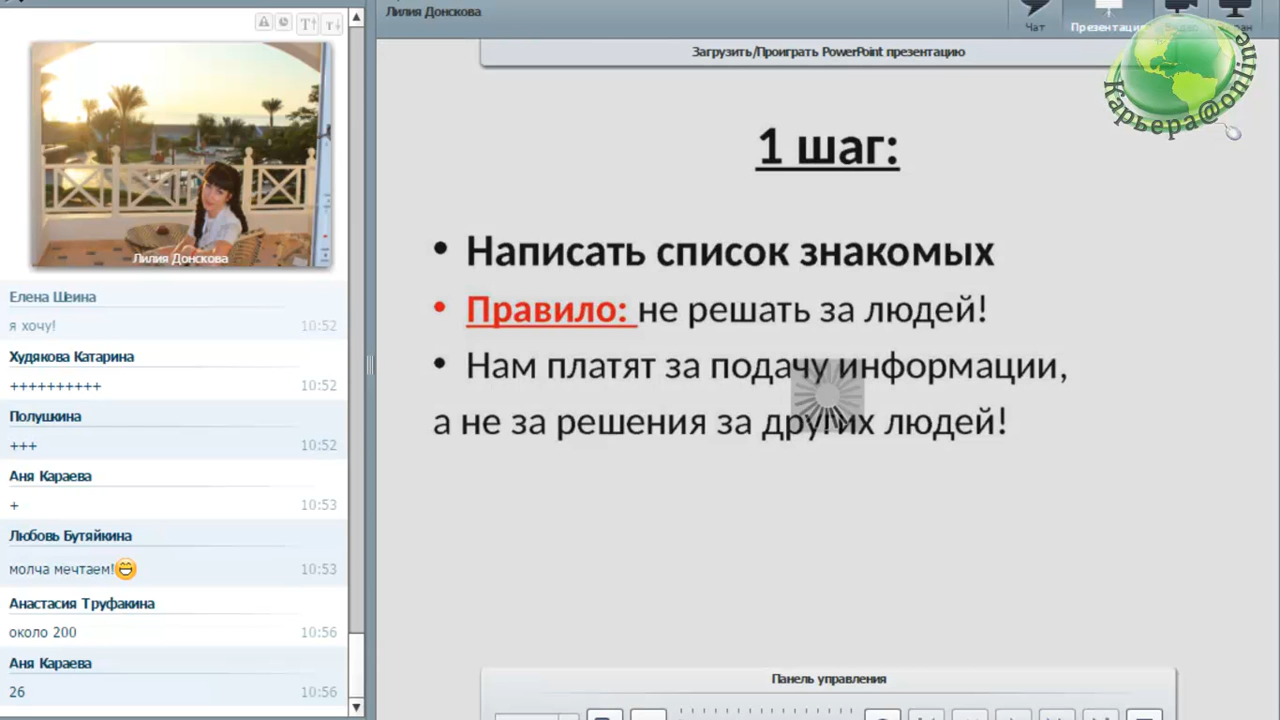 Лилия Донскова
Чат
Презентация
Загрузить/Проиграть PowerPoint презентацию
Карьера@online
Лилия Донскова
Елена Шеина
я хочу! 10:52
Худякова Катарина
++++++++++ 10:52
Полушкина
+++ 10:52
Аня Караева
+ 10:53
Любовь Бутяйкина
молча мечтаем! 10:53
Анастасия Труфакина
около 200 10:56
Аня Караева
26 10:56
1 шаг:
• Написать список знакомых
• Правило: не решать за людей!
• Нам платят за подачу информации,
а не за решения за других людей!
Панель управления